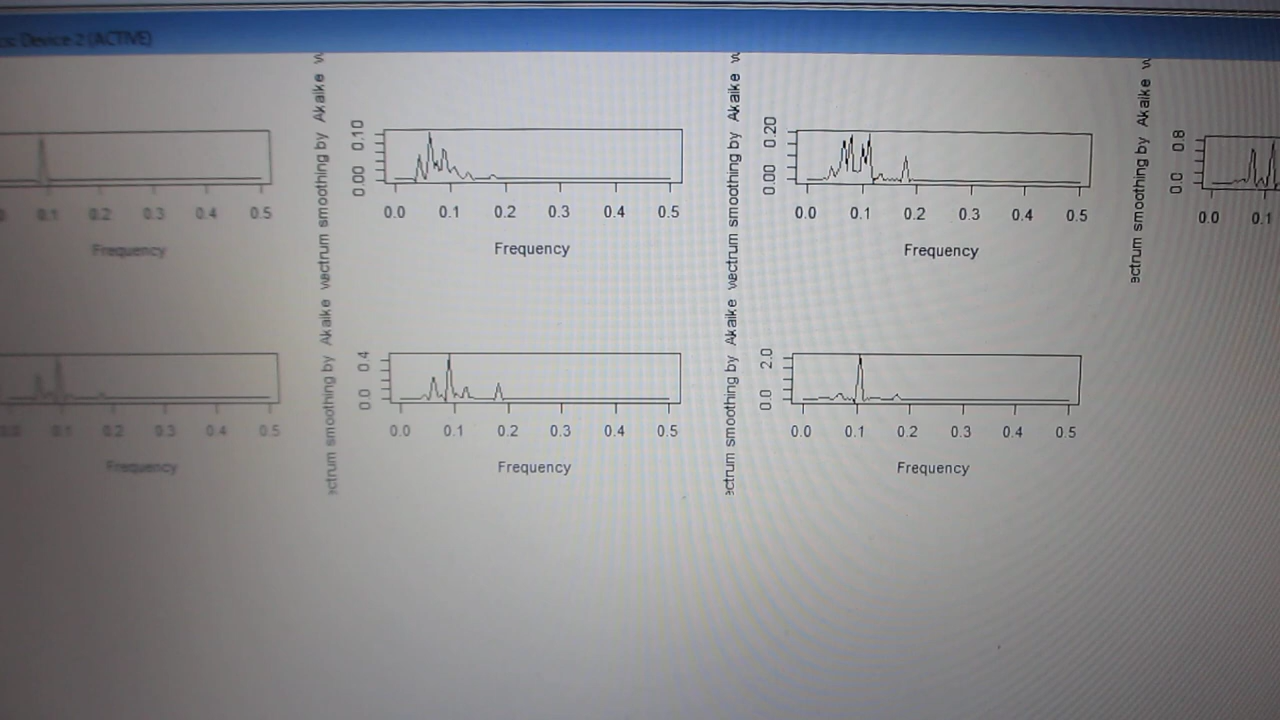 Device 2 (ACTIVE)
0.1 0.2 0.3 0.4 0.5
Frequency
ectrum smoothing by Akaike w
0.00 0.10
0.0 0.1 0.2 0.3 0.4 0.5
Frequency
ectrum smoothing by Akaike w
0.00 0.20
0.0 0.1 0.2 0.3 0.4 0.5
Frequency
ectrum smoothing by Akaike w
0.0 0.8
0.0 0.1
0.0 0.1 0.2 0.3 0.4 0.5
Frequency
ectrum smoothing by Akaike w
0.0 0.4
0.0 0.1 0.2 0.3 0.4 0.5
Frequency
ectrum smoothing by Akaike w
0.0 2.0
0.0 0.1 0.2 0.3 0.4 0.5
Frequency